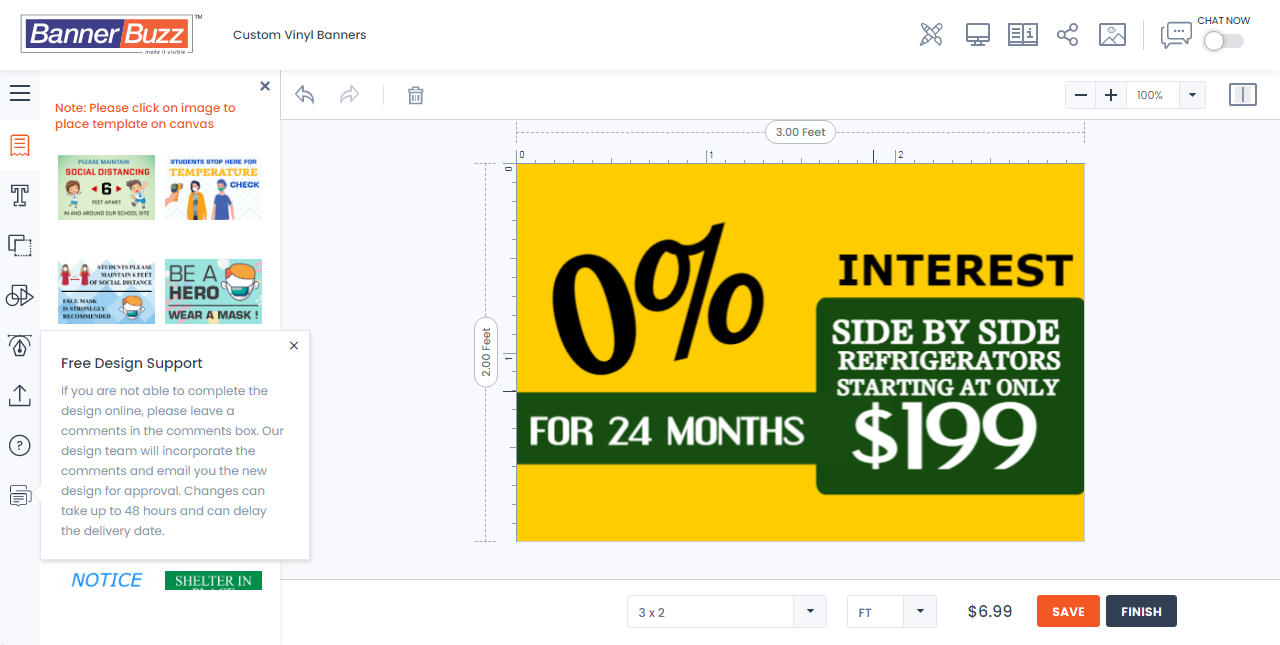 BannerBuzz TM
make it visible
Custom Vinyl Banners
CHAT NOW
Note: Please click on image to
place template on canvas
100%
PLEASE MAINTAIN
SOCIAL DISTANCING
6
FEET APART
IN AND AROUND OUR SCHOOL SITE
STUDENTS STOP HERE FOR
TEMPERATURE
CHECK
STUDENTS PLEASE
MAINTAIN 6 FEET
OF SOCIAL DISTANCE
FACE MASK
IS STRONLGLY
RECOMMENDED
BE A
HERO
WEAR A MASK !
Free Design Support
If you are not able to complete the
design online, please leave a
comments in the comments box. Our
design team will incorporate the
comments and email you the new
design for approval. Changes can
take up to 48 hours and can delay
the delivery date.
NOTICE
SHELTER IN
PLACE
3.00 Feet
0
1
2
0
1
2.00 Feet
0%
INTEREST
SIDE BY SIDE
REFRIGERATORS
STARTING AT ONLY
$199
FOR 24 MONTHS
3 x 2
FT
$6.99
SAVE
FINISH